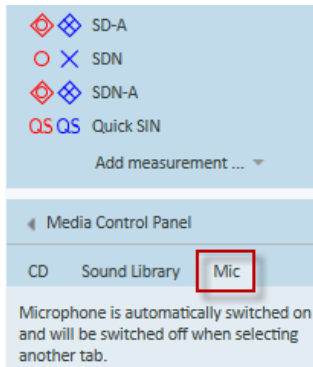 SD-A
SDN
SDN-A
QS QS Quick SIN
Add measurement ...
Media Control Panel
CD Sound Library Mic
Microphone is automatically switched on
and will be switched off when selecting
another tab.